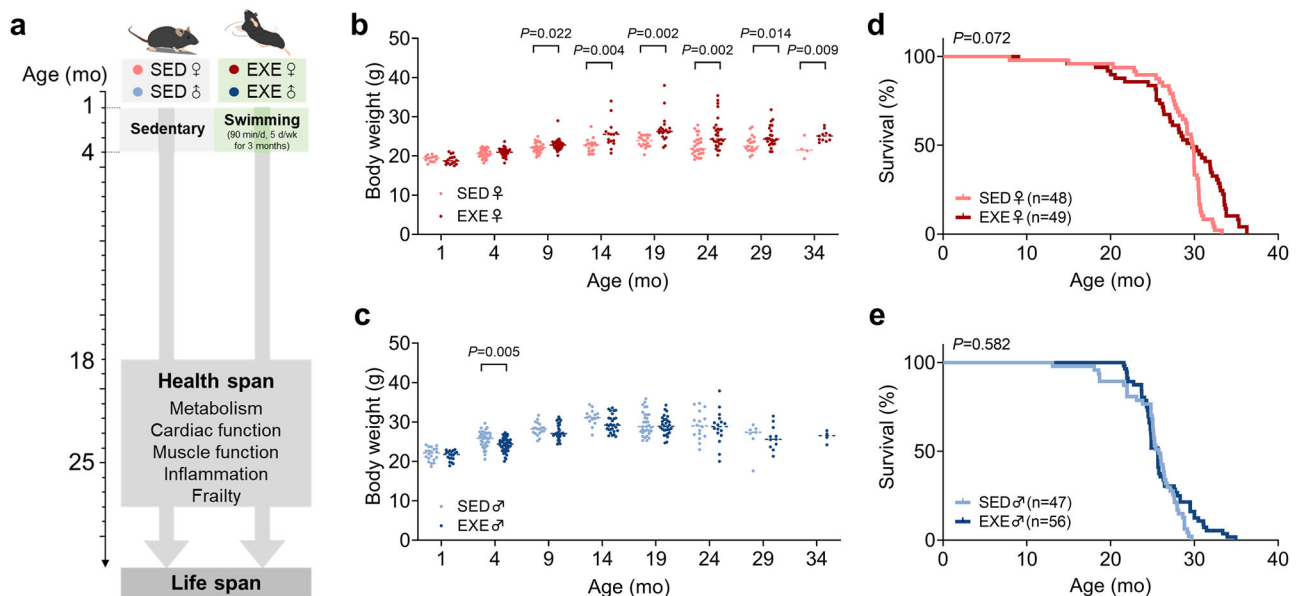 a
Age (mo)
SED♀
SED♂
EXE♀
EXE♂
1
4
18
25
Sedentary
Swimming
(90 min/d, 5 d/wk
for 3 months)
Health span
Metabolism
Cardiac function
Muscle function
Inflammation
Frailty
Life span
b
Body weight (g)
50
40
30
20
10
0
P=0.022
P=0.004
P=0.002
P=0.002
P=0.014
P=0.009
SED♀
EXE♀
1 4 9 14 19 24 29 34
Age (mo)
c
Body weight (g)
50
40
30
20
10
0
P=0.005
SED♂
EXE♂
1 4 9 14 19 24 29 34
Age (mo)
d
P=0.072
Survival (%)
100
50
0
SED♀(n=48)
EXE♀(n=49)
0 10 20 30 40
Age (mo)
e
P=0.582
Survival (%)
100
50
0
SED♂(n=47)
EXE♂(n=56)
0 10 20 30 40
Age (mo)